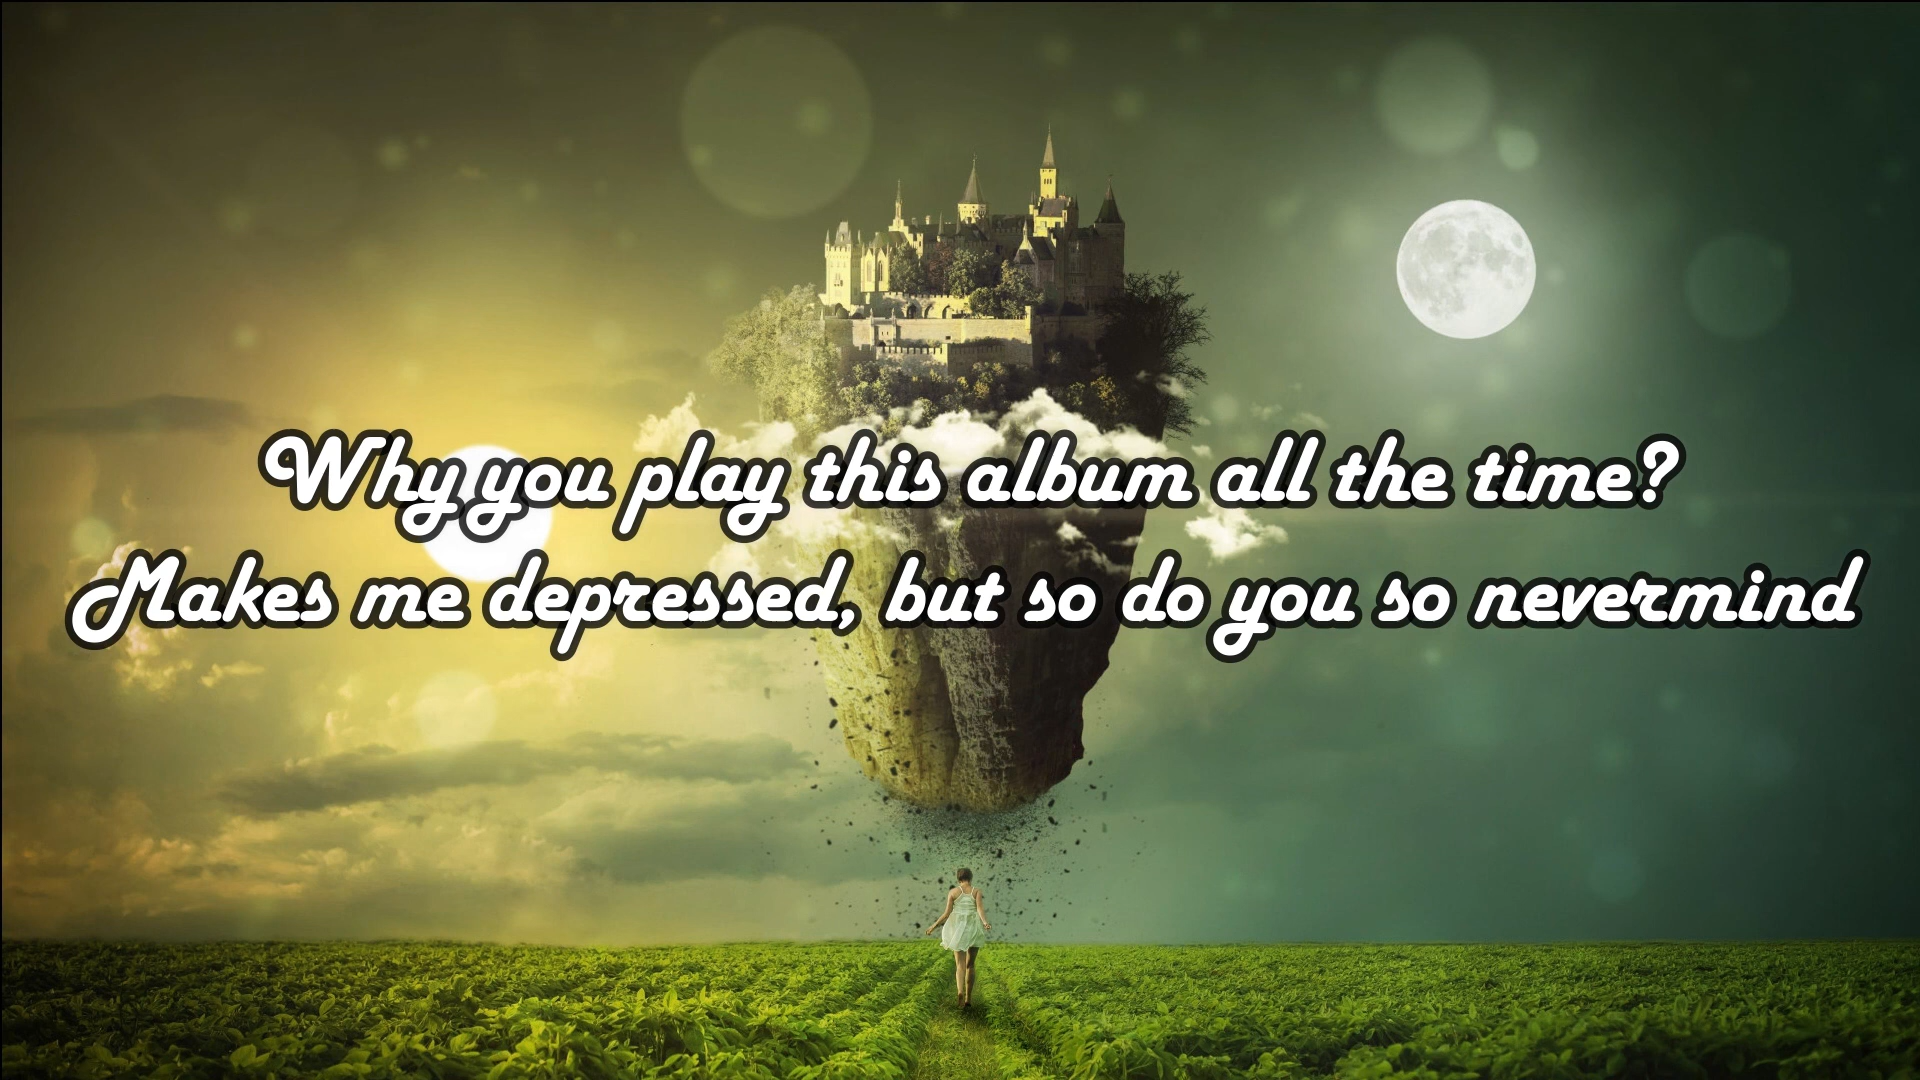 Why you play this album all the time?
Makes me depressed, but so do you so nevermind